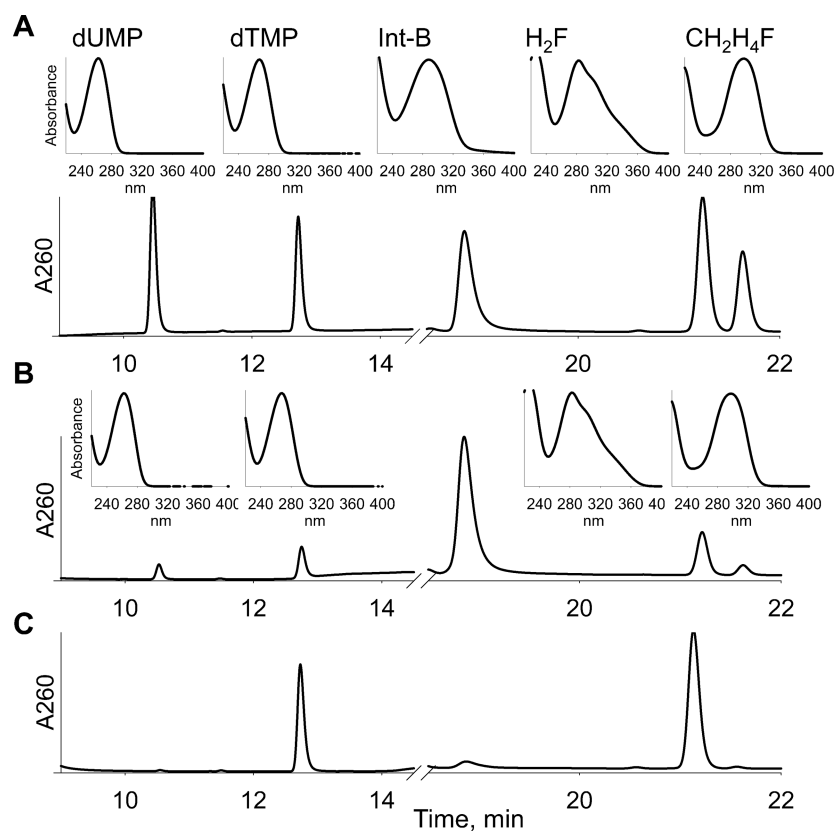 A
dUMP dTMP Int-B H₂F CH₂H₄F
Absorbance
240 280 320 360 400 240 280 320 360 400 240 280 320 360 400 240 280 320 360 400 240 280 320 360 400
nm nm nm nm nm
A260
10 12 14 20 22
B
Absorbance
240 280 320 360 400 240 280 320 360 400 240 280 320 360 40 240 280 320 360 400
nm nm nm nm
A260
10 12 14 20 22
C
A260
10 12 14 20 22
Time, min